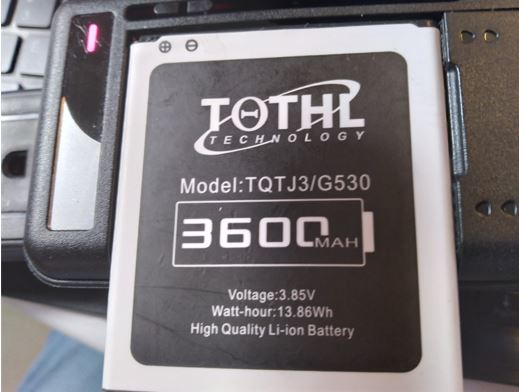 ⊕ ⊖
TOTHL
TECHNOLOGY
Model:TQTJ3/G530
3600MAH
Voltage:3.85V
Watt-hour:13.86Wh
High Quality Li-ion Battery